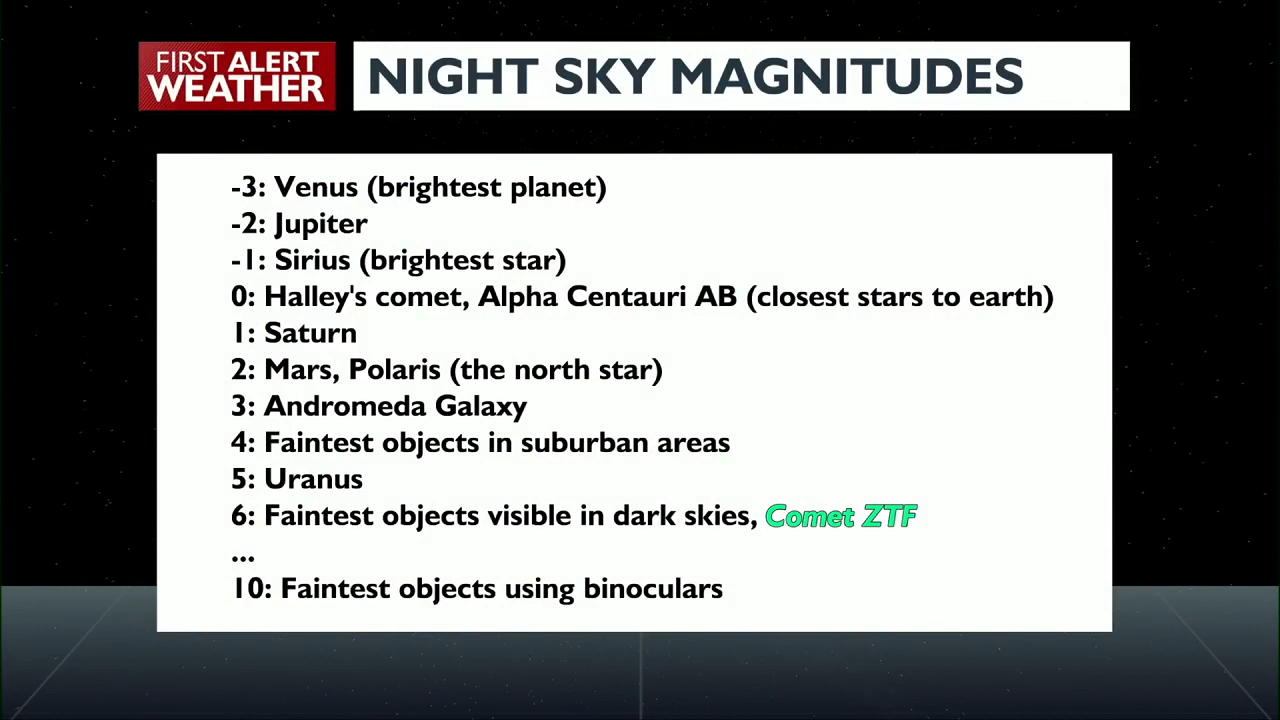 FIRST ALERT
WEATHER
NIGHT SKY MAGNITUDES
-3: Venus (brightest planet)
-2: Jupiter
-1: Sirius (brightest star)
0: Halley's comet, Alpha Centauri AB (closest stars to earth)
1: Saturn
2: Mars, Polaris (the north star)
3: Andromeda Galaxy
4: Faintest objects in suburban areas
5: Uranus
6: Faintest objects visible in dark skies, Comet ZTF
...
10: Faintest objects using binoculars